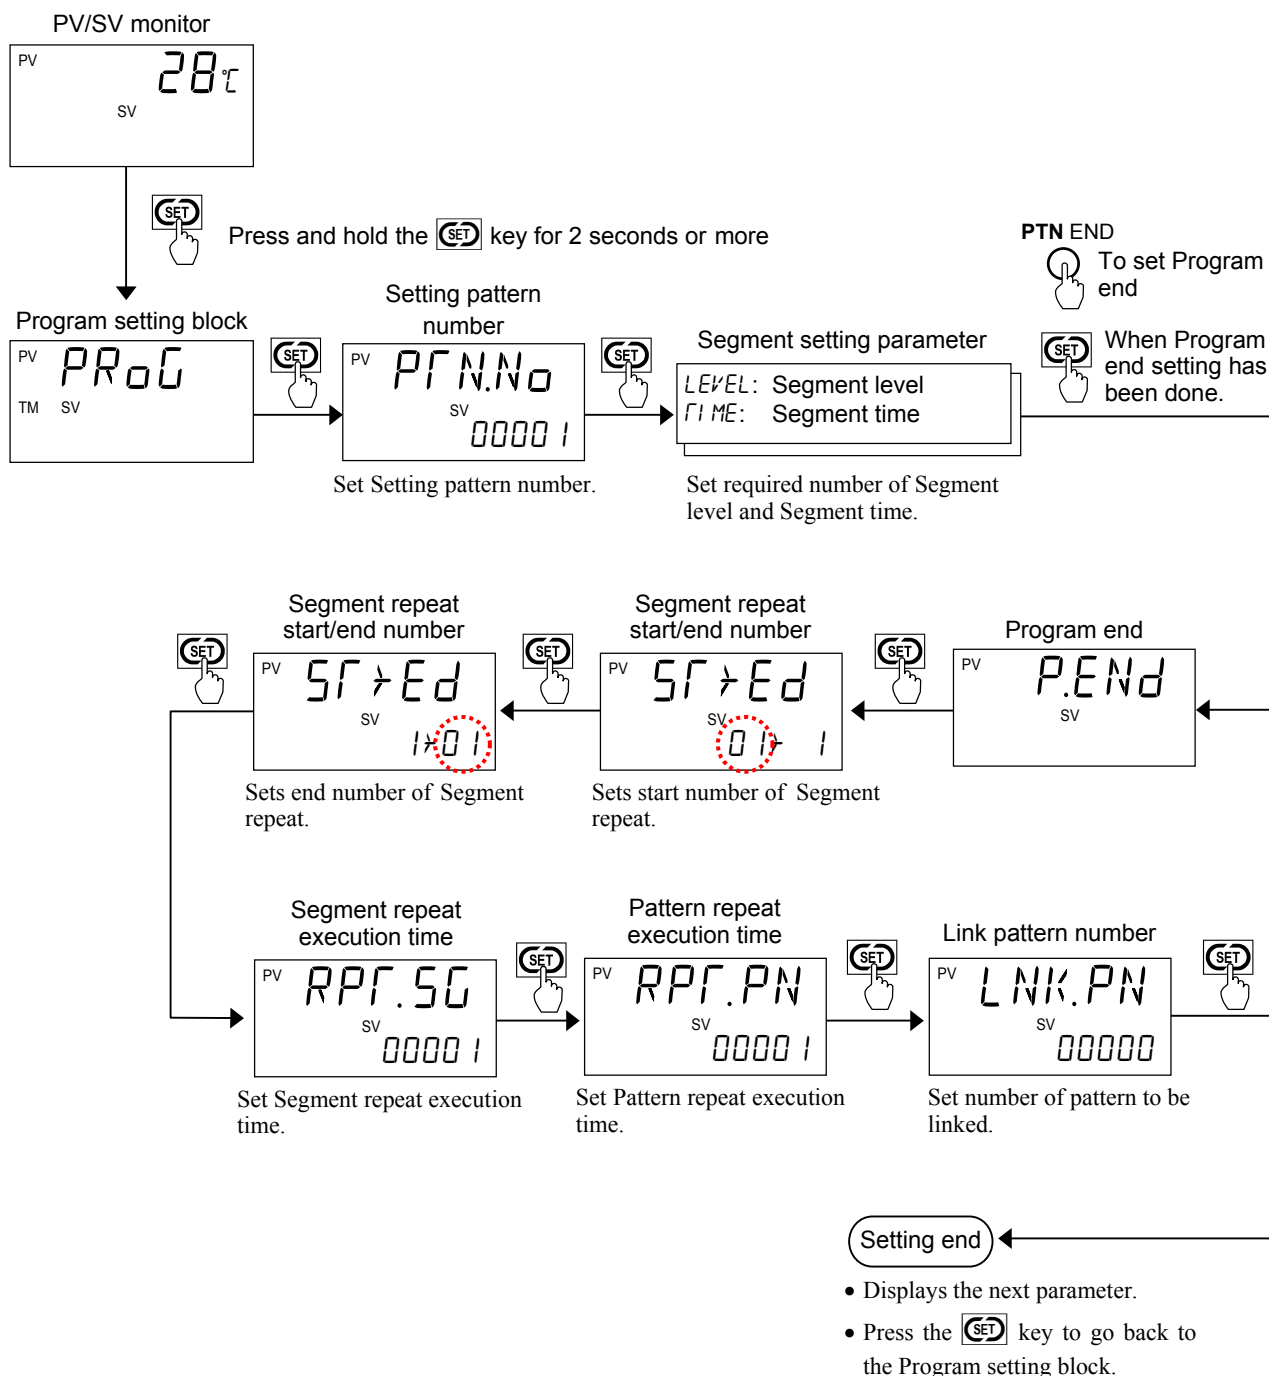 PV/SV monitor
PV
28℃
SV
SET
Press and hold the SET key for 2 seconds or more
PTN END
To set Program
end
Program setting block
PV
PRoG
TM SV
SET
Setting pattern
number
PV
PTN.No
SV
00001
Set Setting pattern number.
SET
Segment setting parameter
LEVEL: Segment level
TIME: Segment time
Set required number of Segment
level and Segment time.
SET
When Program
end setting has
been done.
Program end
PV
P.ENd
SV
SET
Segment repeat
start/end number
PV
ST>Ed
SV
01> 1
Sets start number of Segment
repeat.
SET
Segment repeat
start/end number
PV
ST>Ed
SV
1>01
Sets end number of Segment
repeat.
SET
Segment repeat
execution time
PV
RPT.SG
SV
00001
Set Segment repeat execution
time.
SET
Pattern repeat
execution time
PV
RPT.PN
SV
00001
Set Pattern repeat execution
time.
SET
Link pattern number
PV
LNK.PN
SV
00000
Set number of pattern to be
linked.
SET
Setting end
• Displays the next parameter.
• Press the SET key to go back to
the Program setting block.